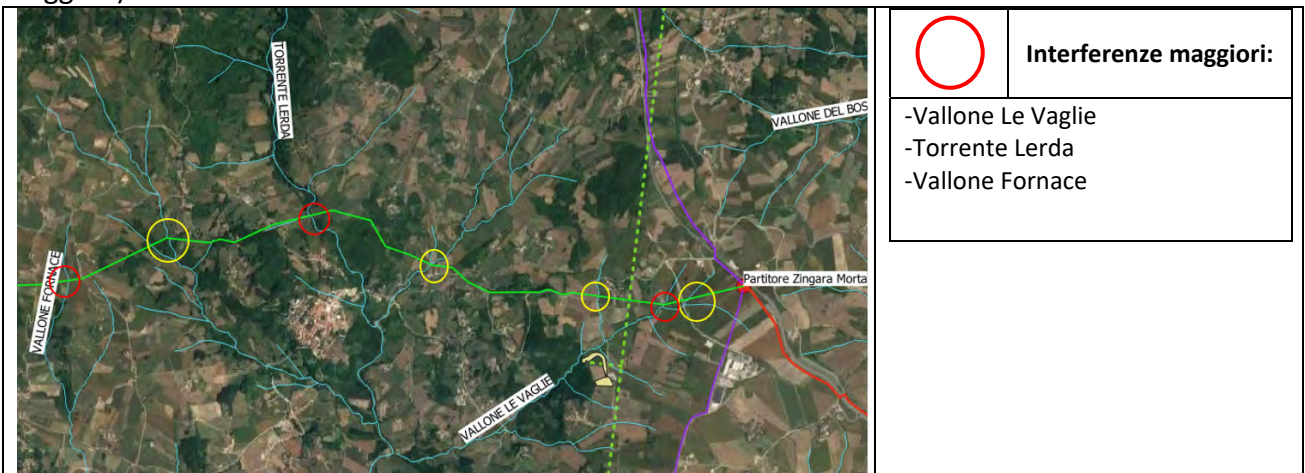 TORRENTE LERDA
VALLONE DEL BOS
VALLONE FORNACE
Partitore Zingara Morta
VALLONE LE VAGLIE
Interferenze maggiori:
-Vallone Le Vaglie
-Torrente Lerda
-Vallone Fornace